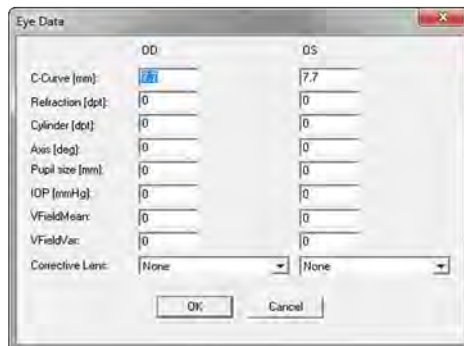 Eye Data
OD OS
C-Curve [mm]: 7.7 7.7
Refraction [dpt]: 0 0
Cylinder [dpt]: 0 0
Axis [deg]: 0 0
Pupil size [mm]: 0 0
IOP [mmHg]: 0 0
VFieldMean: 0 0
VFieldVar: 0 0
Corrective Lens: None None
OK Cancel